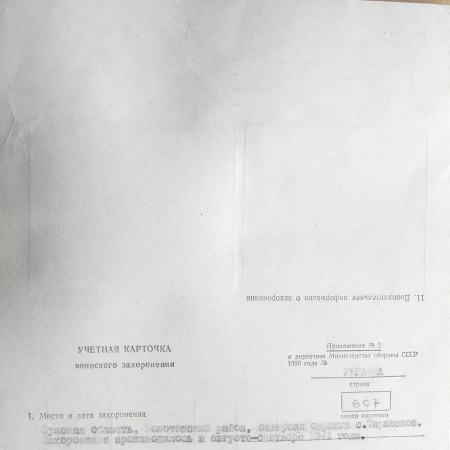 11. Дополнительная информация о захоронении
УЧЕТНАЯ КАРТОЧКА
воинского захоронения
Приложение № 2
к директиве Министерства обороны СССР
1990 года №
УКРАИНА
страна
607
номер карточки
1. Место и дата захоронения
Сумская область, район, северная окраина с.
Захоронение производилось в августе-сентябре 1941 года.